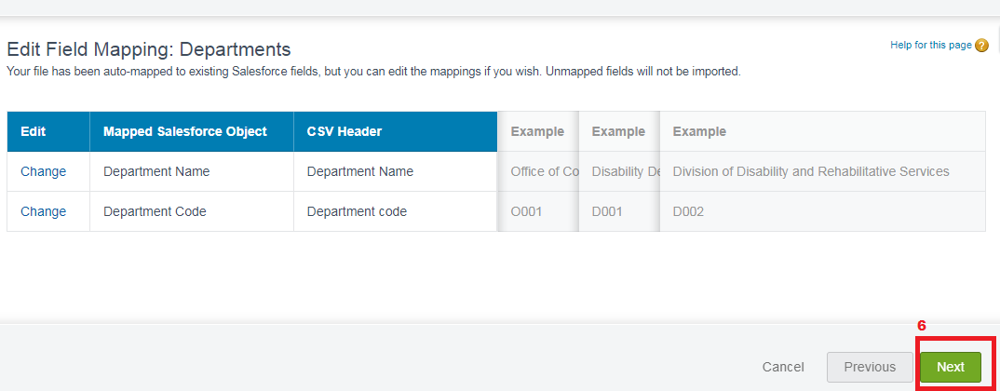 Edit Field Mapping: Departments
Help for this page ?
Your file has been auto-mapped to existing Salesforce fields, but you can edit the mappings if you wish. Unmapped fields will not be imported.
Edit Mapped Salesforce Object CSV Header Example Example Example
Change Department Name Department Name Office of Co Disability De Division of Disability and Rehabilitative Services
Change Department Code Department code O001 D001 D002
6
Cancel Previous Next